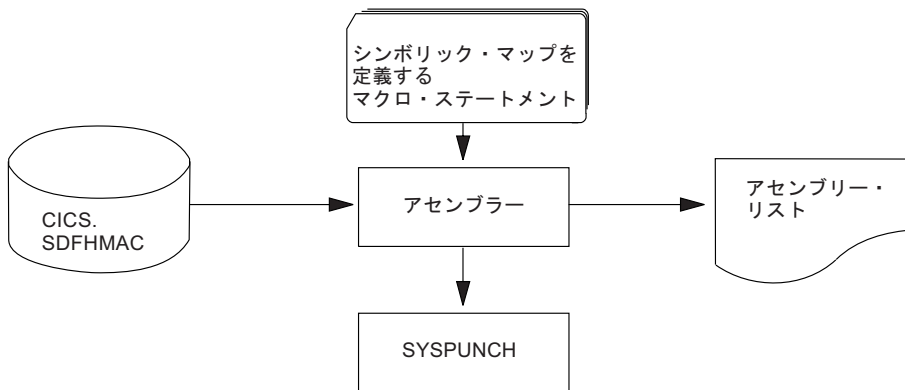 シンボリック・マップを
定義する
マクロ・ステートメント
CICS.
SDFHMAC
アセンブラー
アセンブリー・
リスト
SYSPUNCH